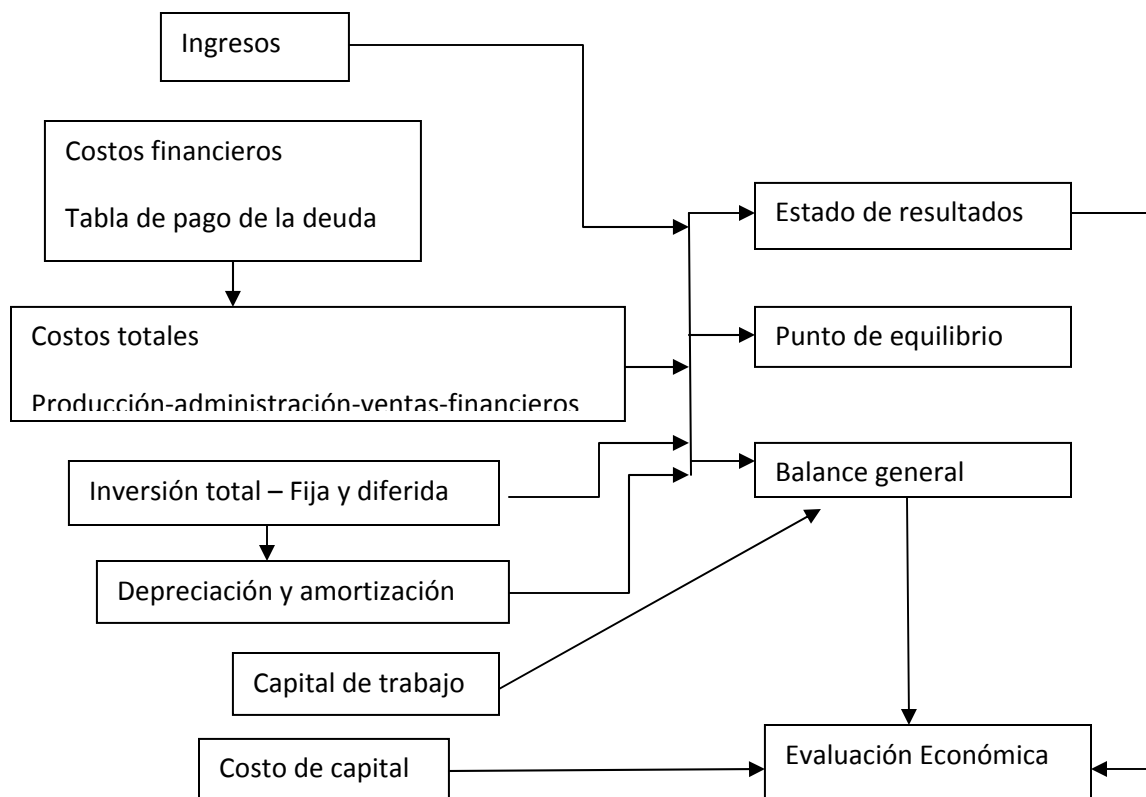 Ingresos
Costos financieros
Tabla de pago de la deuda
Costos totales
Producción-administración-ventas-financieros
Inversión total – Fija y diferida
Depreciación y amortización
Capital de trabajo
Costo de capital
Estado de resultados
Punto de equilibrio
Balance general
Evaluación Económica